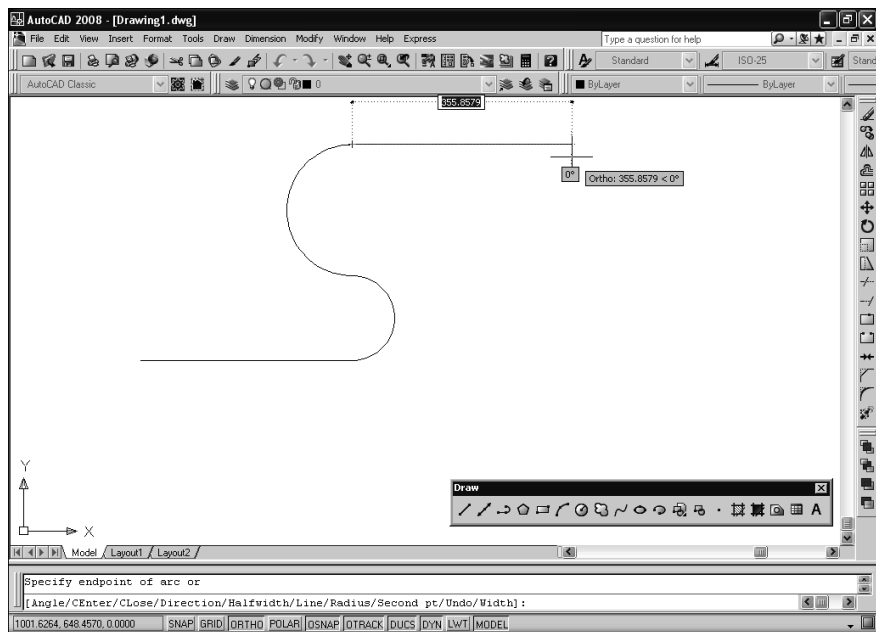 AutoCAD 2008 - [Drawing1.dwg]
File Edit View Insert Format Tools Draw Dimension Modify Window Help Express
Type a question for help
Standard
ISO-25
Stand
AutoCAD Classic
0
ByLayer
ByLayer
355.8579
0°
Ortho: 355.8579 < 0°
Y
X
Draw
A
Model Layout1 Layout2
Specify endpoint of arc or
[Angle/CEnter/CLose/Direction/Halfwidth/Line/Radius/Second pt/Undo/Width]:
1001.6264, 648.4570, 0.0000 SNAP GRID ORTHO POLAR OSNAP OTRACK DUCS DYN LWT MODEL